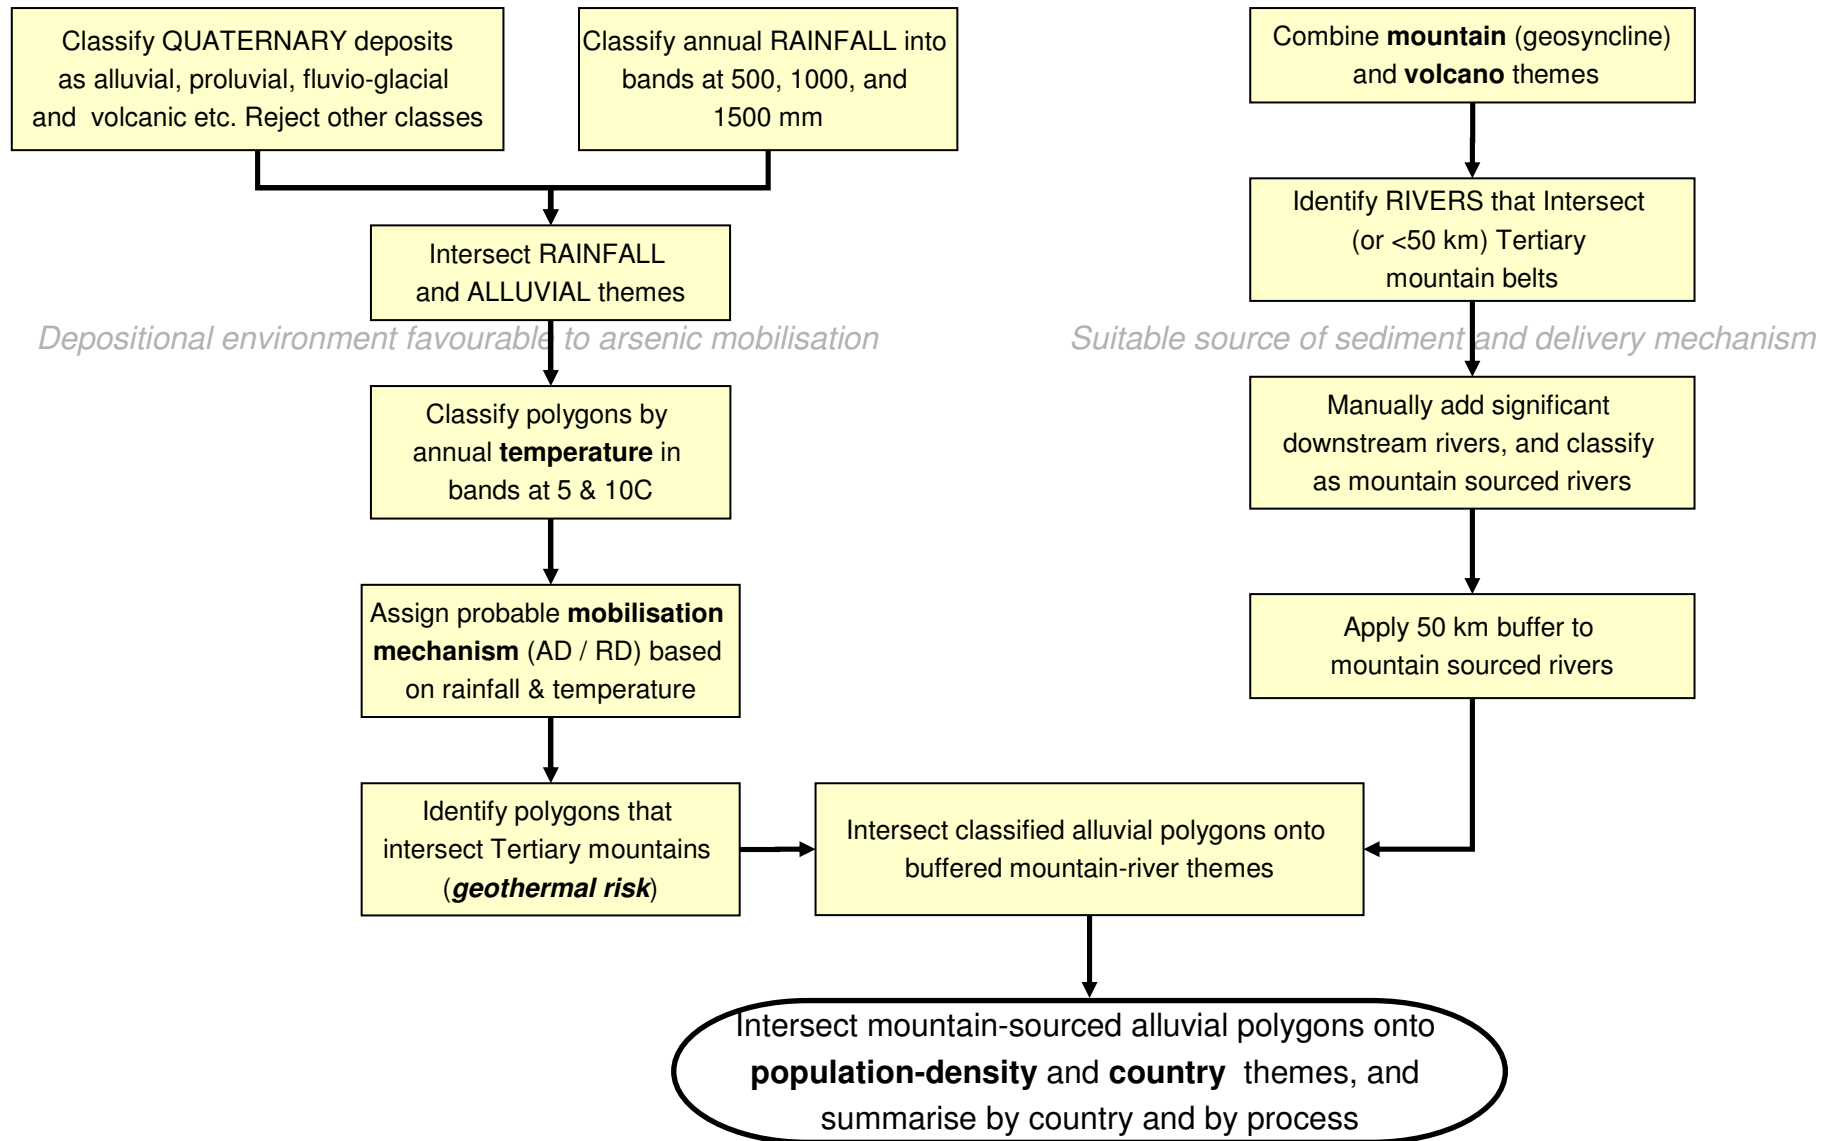 Classify QUATERNARY deposits
as alluvial, proluvial, fluvio-glacial
and volcanic etc. Reject other classes
Classify annual RAINFALL into
bands at 500, 1000, and
1500 mm
Combine mountain (geosyncline)
and volcano themes
Intersect RAINFALL
and ALLUVIAL themes
Identify RIVERS that Intersect
(or <50 km) Tertiary
mountain belts
Depositional environment favourable to arsenic mobilisation
Suitable source of sediment and delivery mechanism
Classify polygons by
annual temperature in
bands at 5 & 10C
Manually add significant
downstream rivers, and classify
as mountain sourced rivers
Assign probable mobilisation
mechanism (AD / RD) based
on rainfall & temperature
Apply 50 km buffer to
mountain sourced rivers
Identify polygons that
intersect Tertiary mountains
(geothermal risk)
Intersect classified alluvial polygons onto
buffered mountain-river themes
Intersect mountain-sourced alluvial polygons onto
population-density and country themes, and
summarise by country and by process